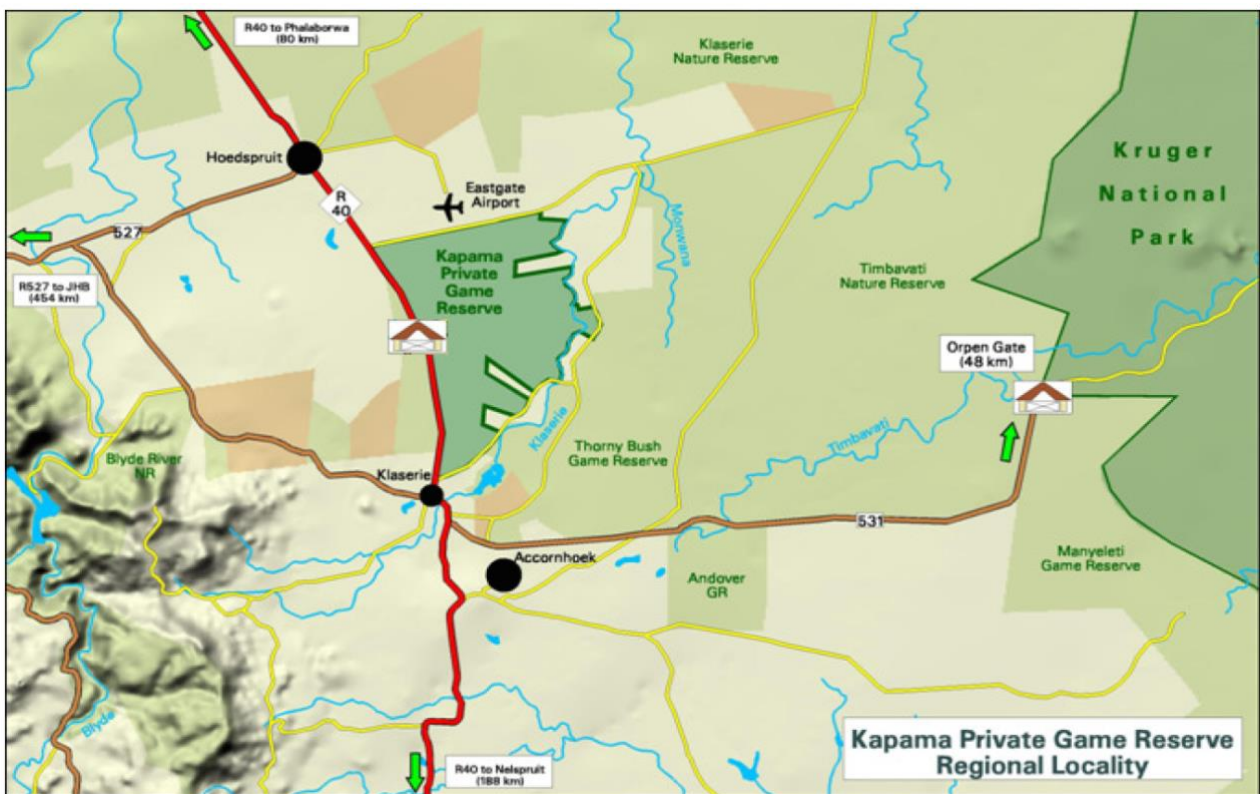 R40 to Phalaborwa
(80 km)
Klaserie
Nature Reserve
Hoedspruit
Kruger
National
Park
R
40
Eastgate
Airport
527
Monwana
Kapama
Private
Game
Reserve
Timbavati
Nature Reserve
R527 to JHB
(454 km)
Orpen Gate
(48 km)
Klaserie
Timbavati
Thorny Bush
Game Reserve
Blyde River
NR
Klaserie
531
Accornhoek
Andover
GR
Manyeleti
Game Reserve
Blyde
Kapama Private Game Reserve
Regional Locality
R40 to Nelspruit
(188 km)